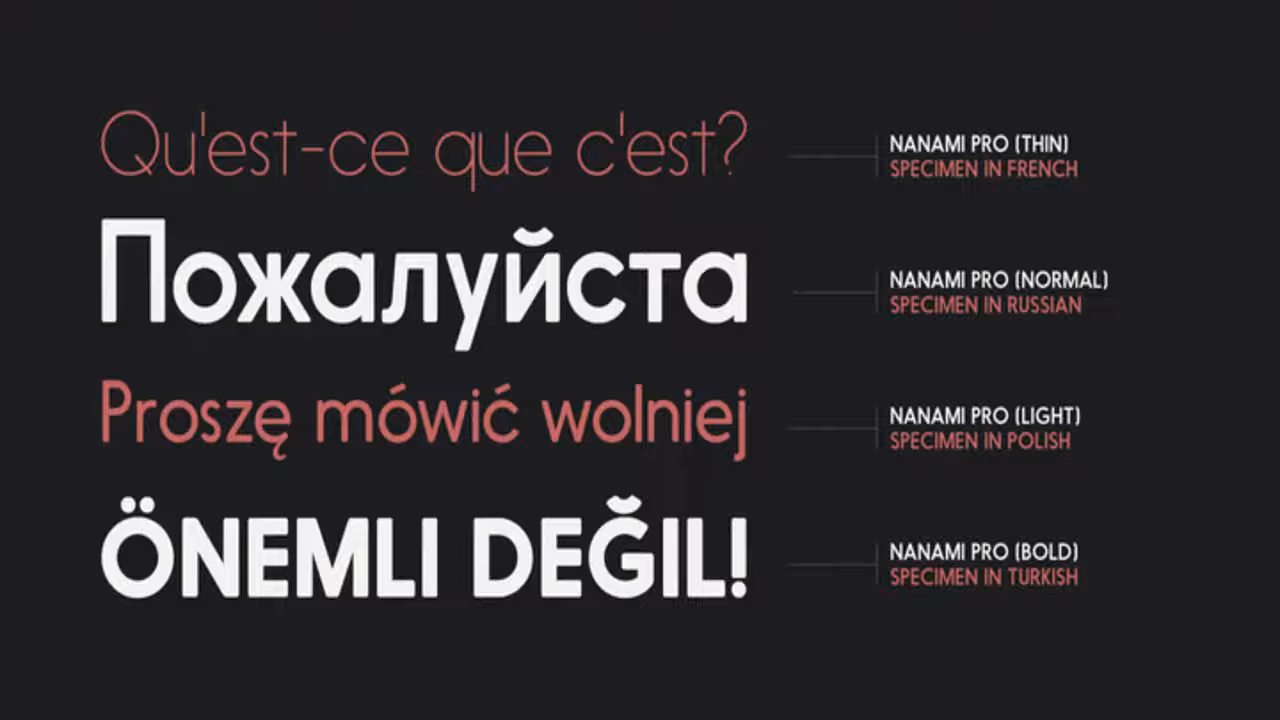 Qu'est-ce que c'est?
NANAMI PRO (THIN)
SPECIMEN IN FRENCH
Пожалуйста
NANAMI PRO (NORMAL)
SPECIMEN IN RUSSIAN
Proszę mówić wolniej
NANAMI PRO (LIGHT)
SPECIMEN IN POLISH
ÖNEMLI DEĞIL!
NANAMI PRO (BOLD)
SPECIMEN IN TURKISH